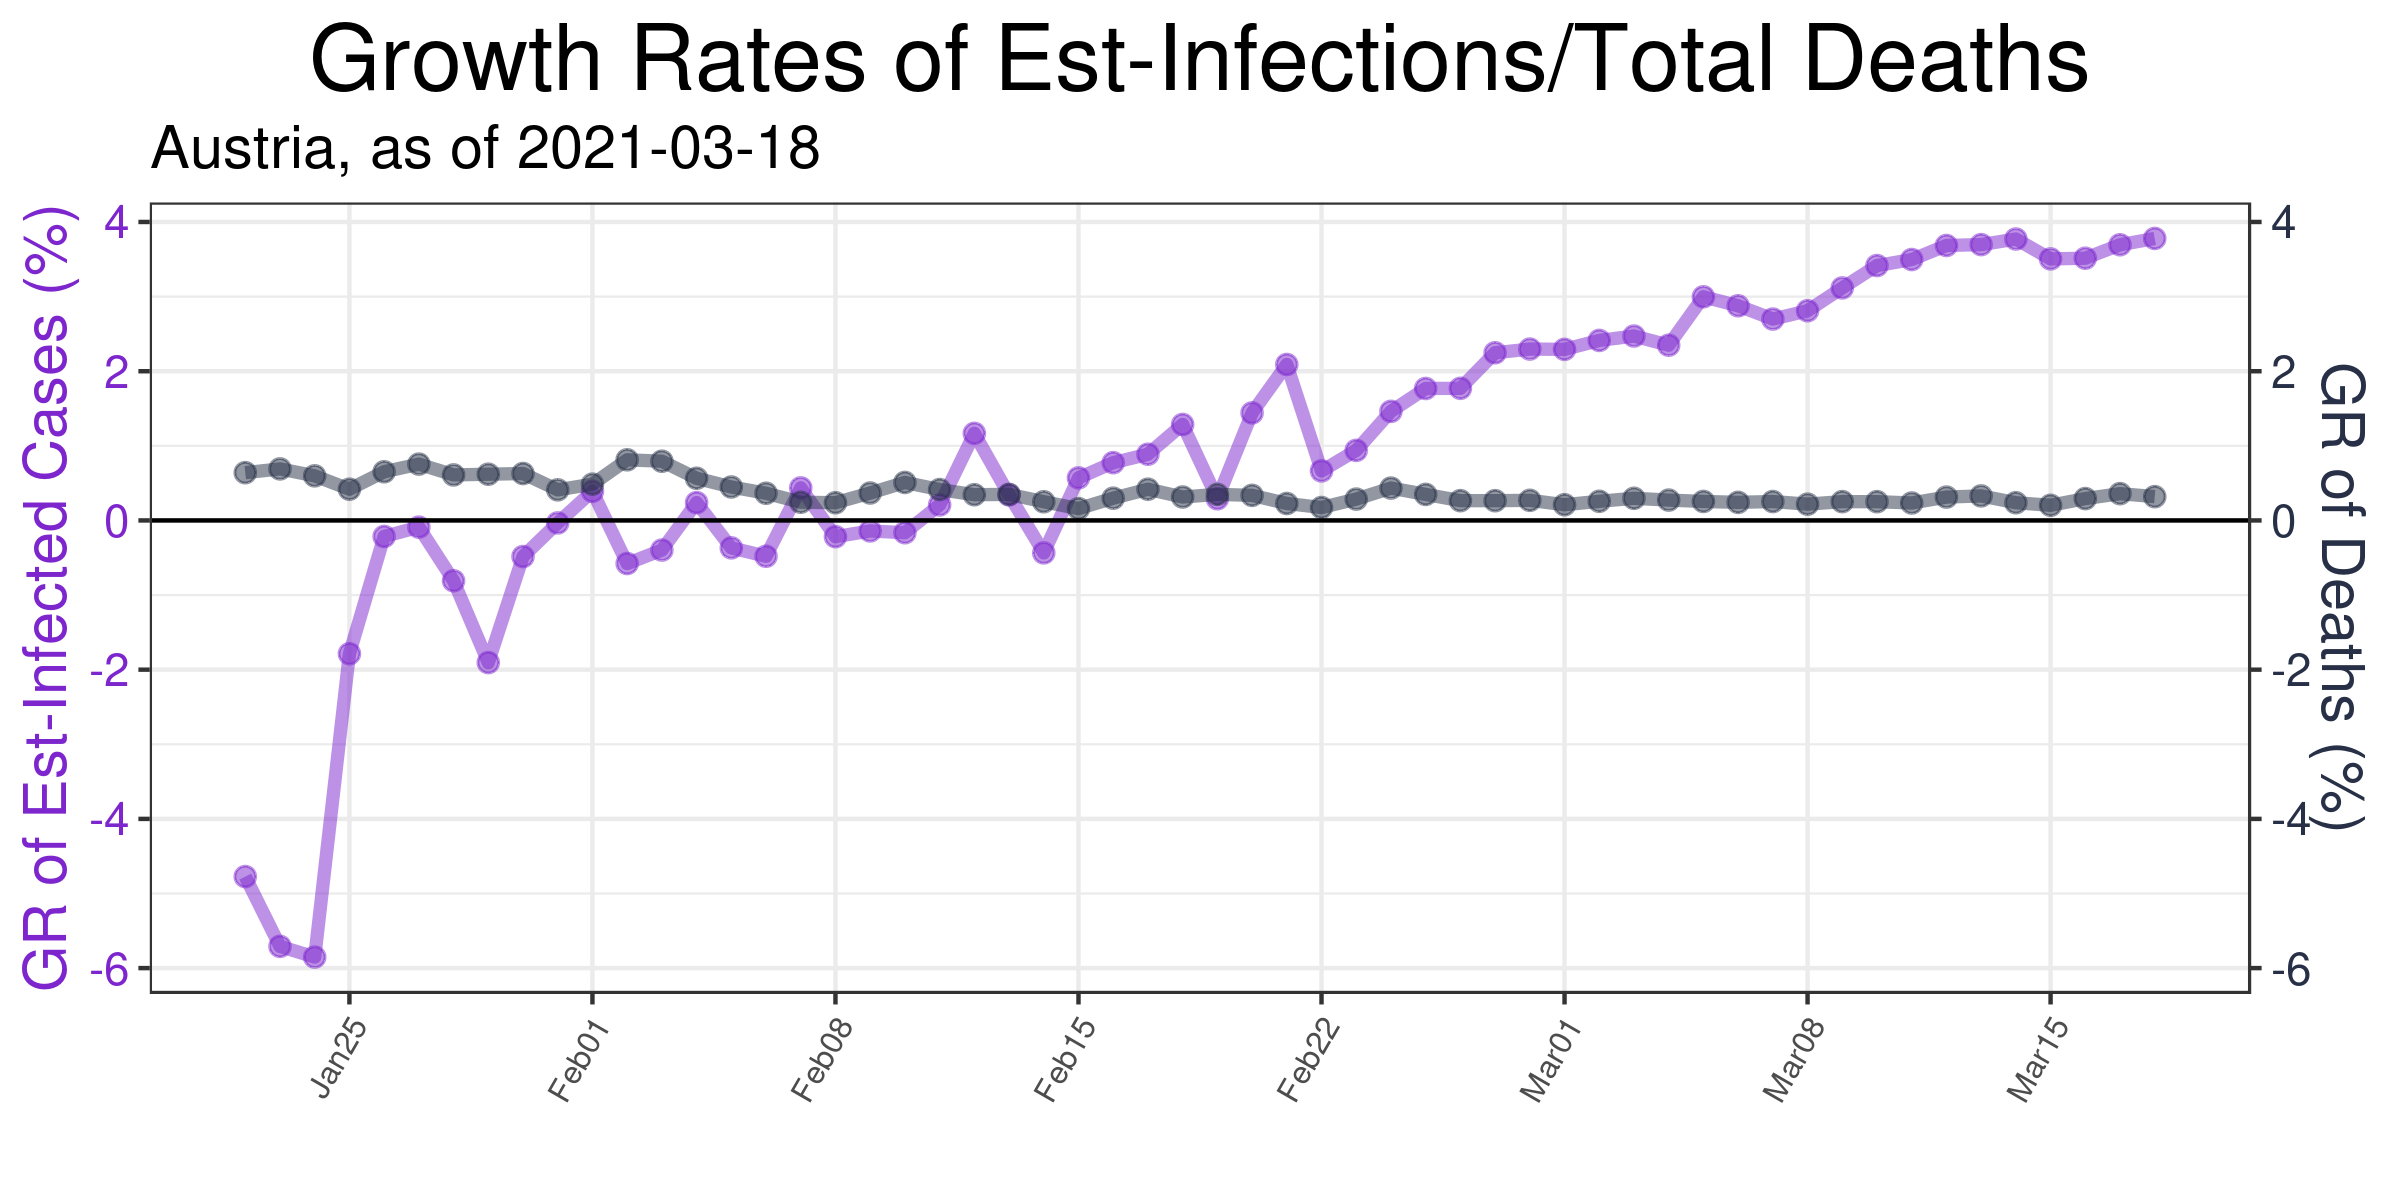 Growth Rates of Est-Infections/Total Deaths
Austria, as of 2021-03-18
GR of Est-Infected Cases (%)
4
2
0
-2
-4
-6
4
2
0
-2
-4
-6
GR of Deaths (%)
Jan25
Feb01
Feb08
Feb15
Feb22
Mar01
Mar08
Mar15